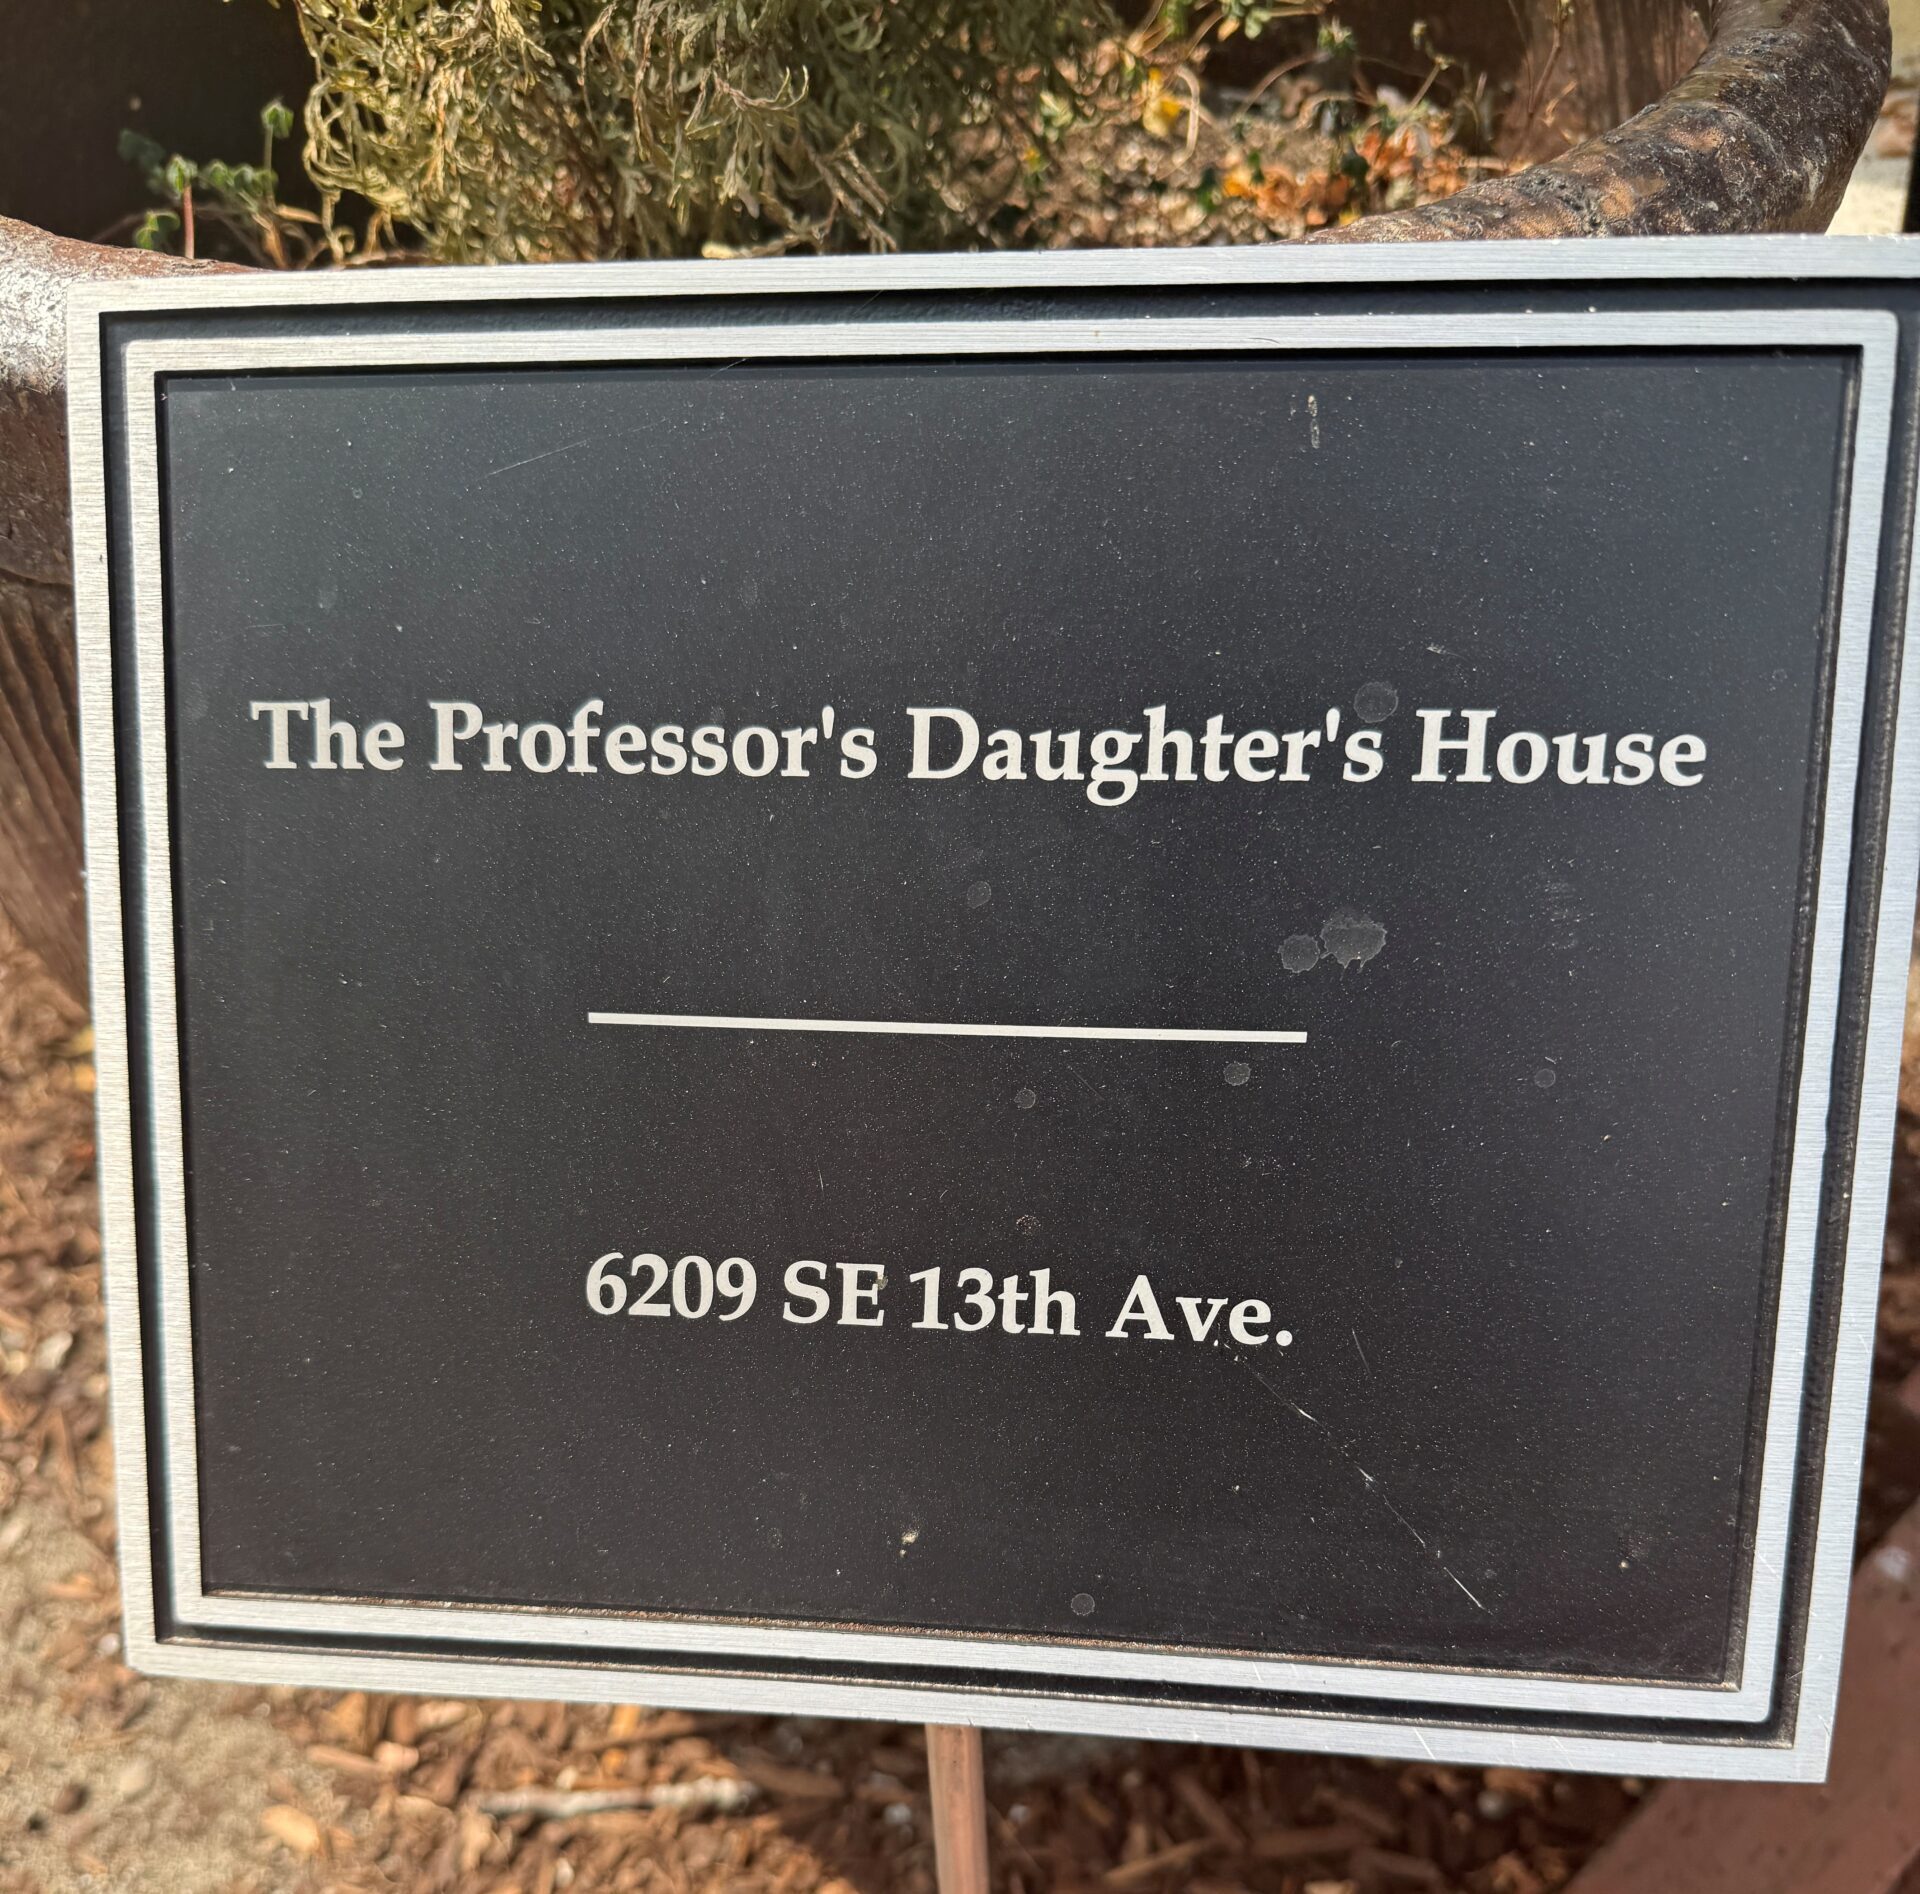 The Professor's Daughter's House
6209 SE 13th Ave.